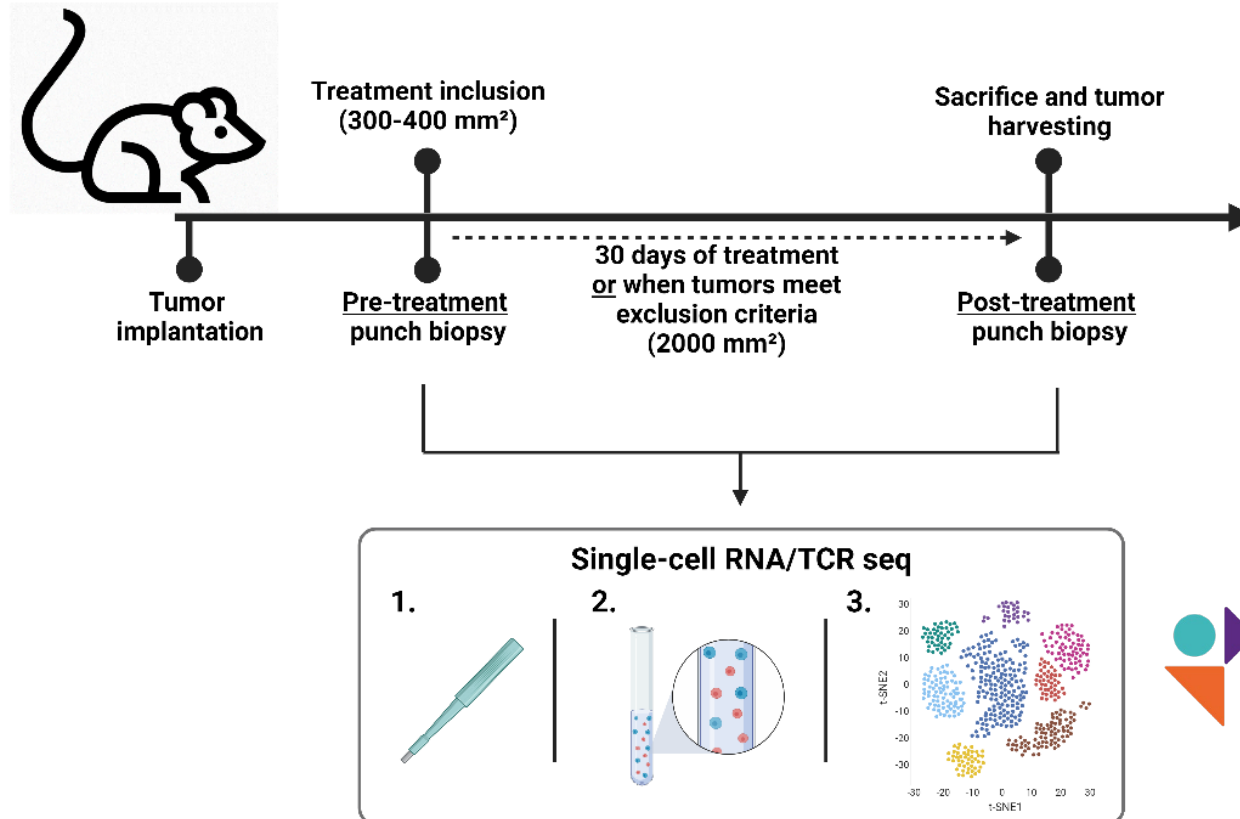 Treatment inclusion
(300-400 mm²)
Sacrifice and tumor
harvesting
Tumor
implantation
Pre-treatment
punch biopsy
30 days of treatment
or when tumors meet
exclusion criteria
(2000 mm²)
Post-treatment
punch biopsy
Single-cell RNA/TCR seq
1.
2.
3.
30
20
10
0
-10
-20
-30
t-SNE2
-30 -20 -10 0 10 20 30
t-SNE1